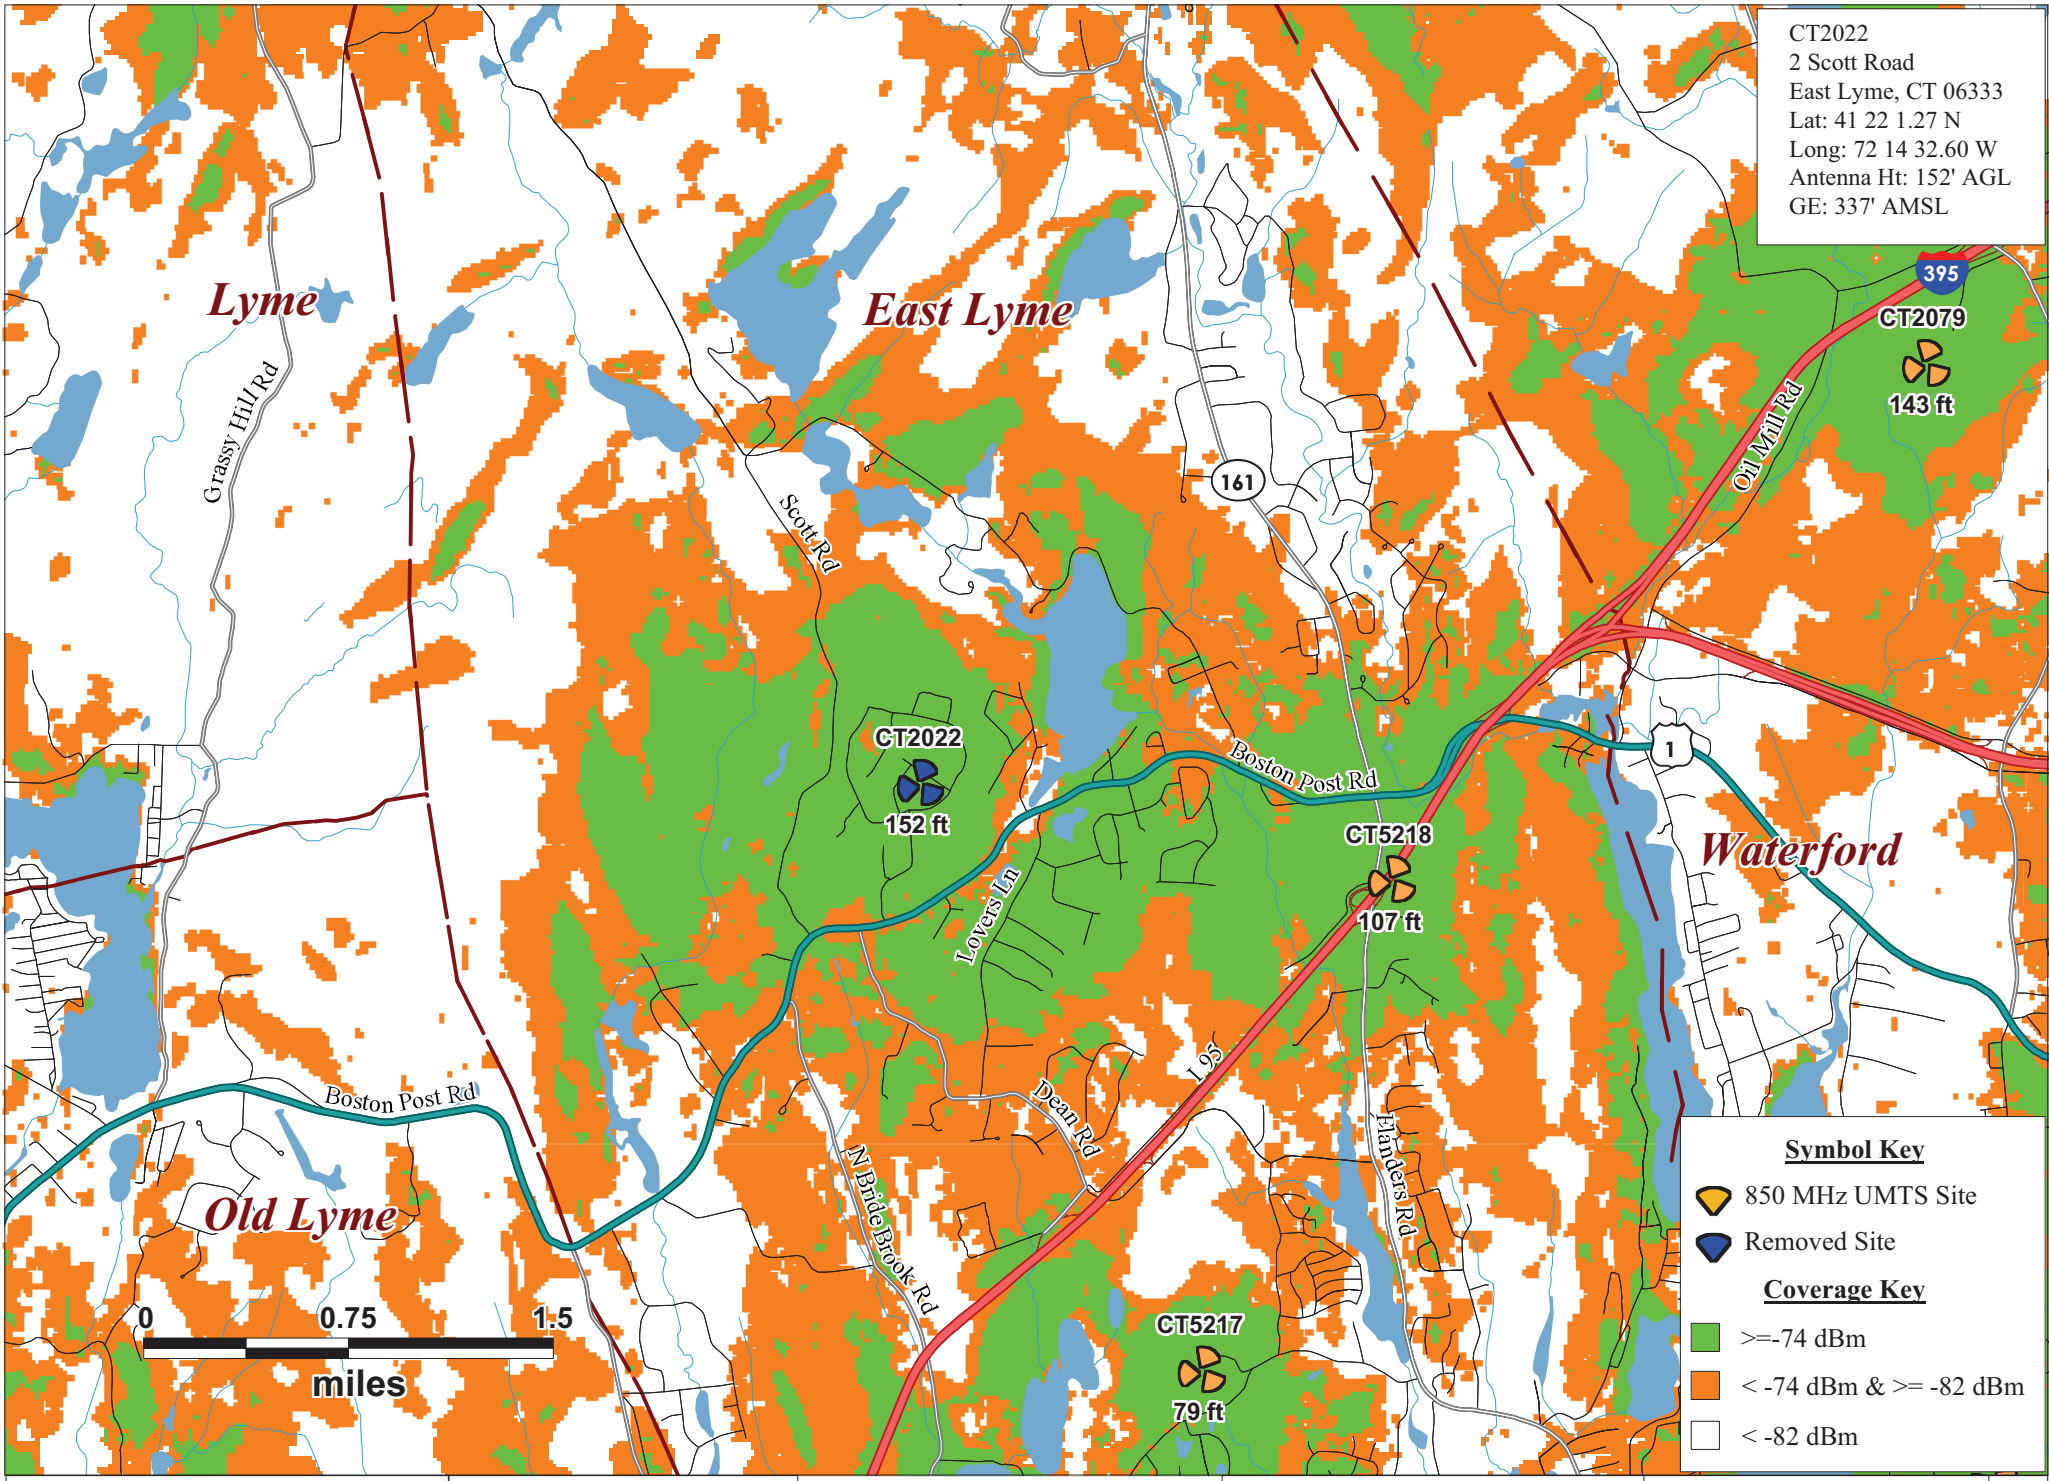 CT2022
2 Scott Road
East Lyme, CT 06333
Lat: 41 22 1.27 N
Long: 72 14 32.60 W
Antenna Ht: 152' AGL
GE: 337' AMSL
395
CT2079
143 ft
Lyme
East Lyme
Grassy Hill Rd
Oil Mill Rd
161
Scott Rd
CT2022
152 ft
Boston Post Rd
1
CT5218
107 ft
Waterford
Lovers Ln
I 95
Boston Post Rd
Dean Rd
Flanders Rd
N Bride Brook Rd
Old Lyme
0 0.75 1.5
miles
CT5217
79 ft
Symbol Key
850 MHz UMTS Site
Removed Site
Coverage Key
>=-74 dBm
< -74 dBm & >= -82 dBm
< -82 dBm